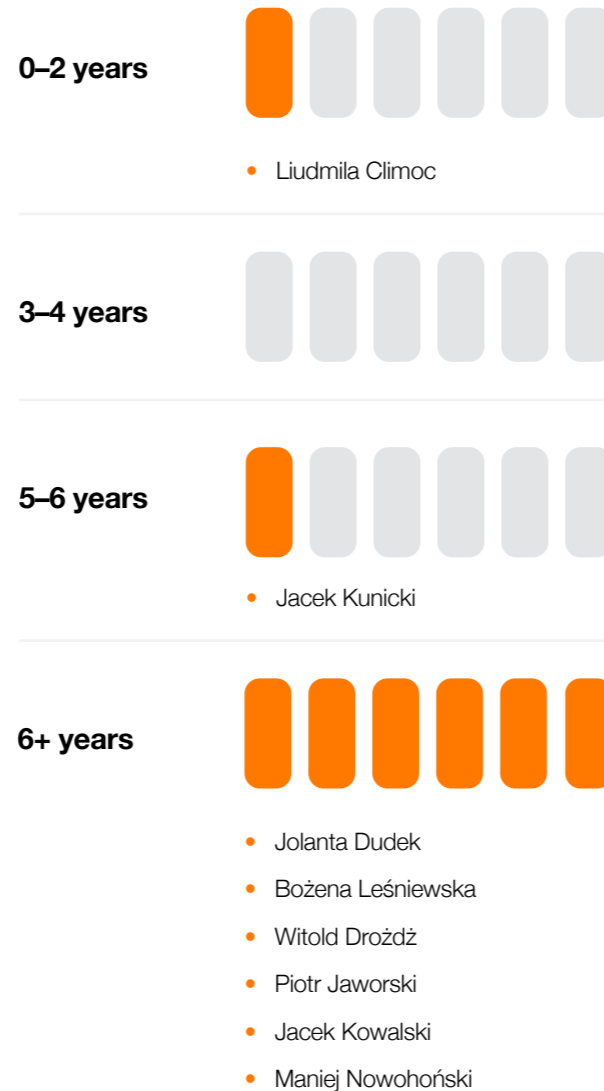 0–2 years
• Liudmila Climoc
3–4 years
5–6 years
• Jacek Kunicki
6+ years
• Jolanta Dudek
• Bożena Leśniewska
• Witold Drożdż
• Piotr Jaworski
• Jacek Kowalski
• Maniej Nowohoński